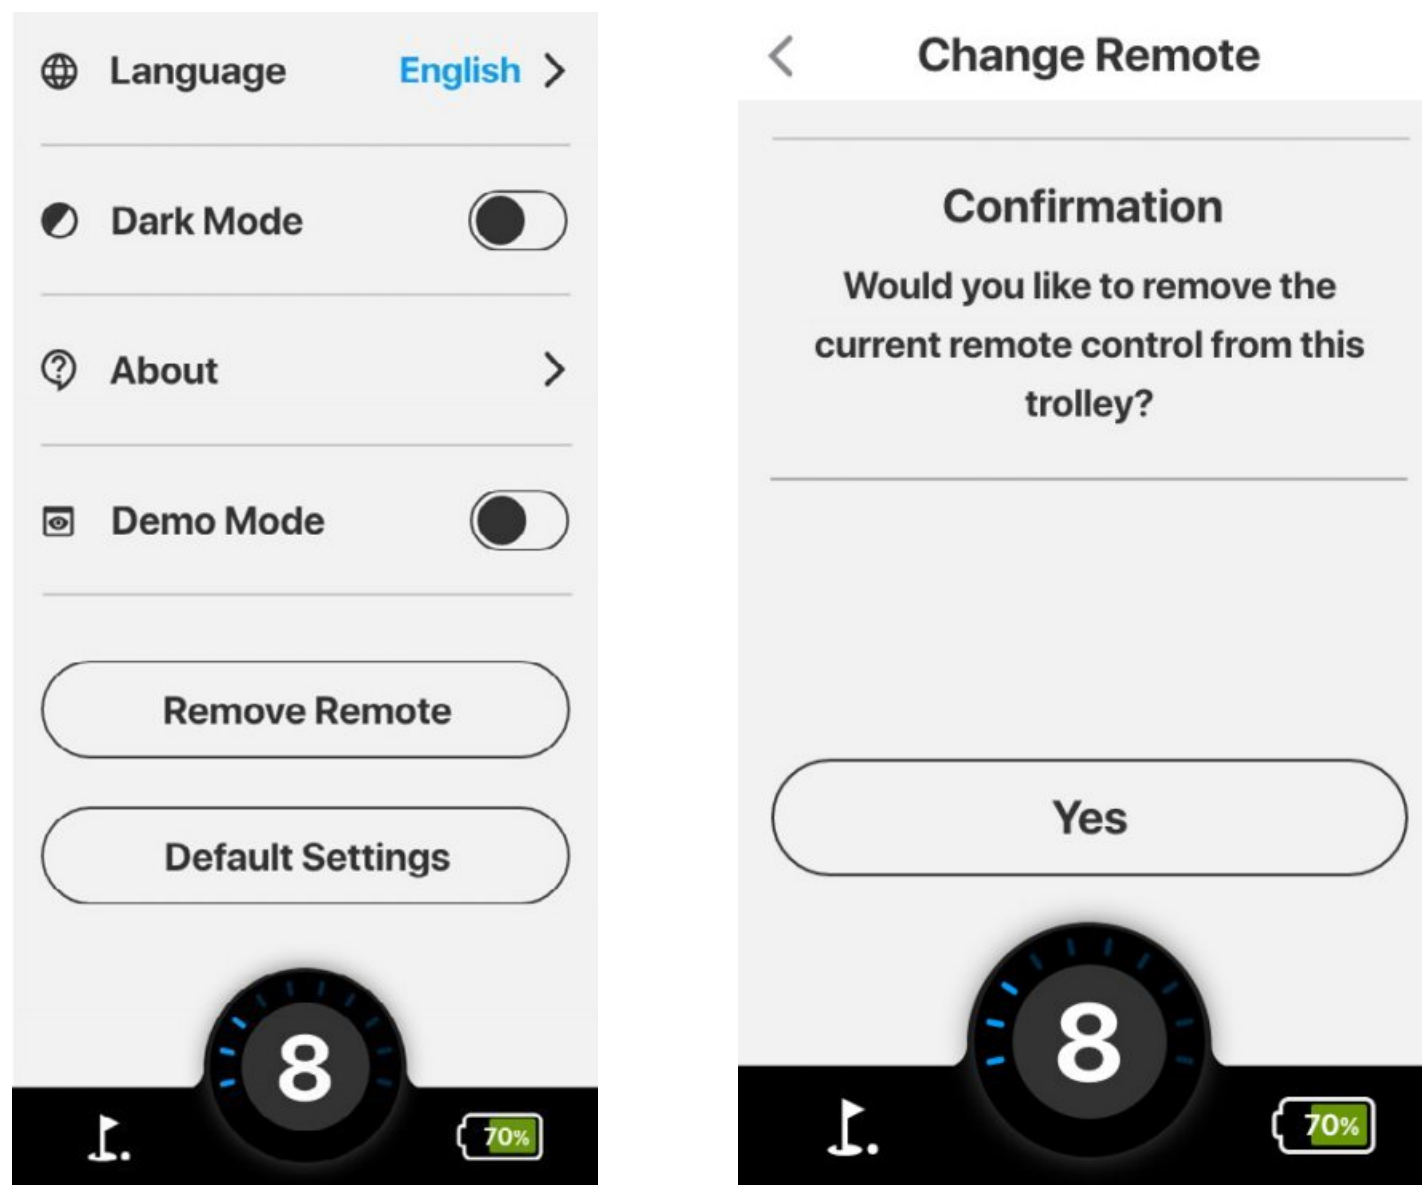 Language English
Dark Mode
About
Demo Mode
Remove Remote
Default Settings
8
70%
Change Remote
Confirmation
Would you like to remove the
current remote control from this
trolley?
Yes
8
70%